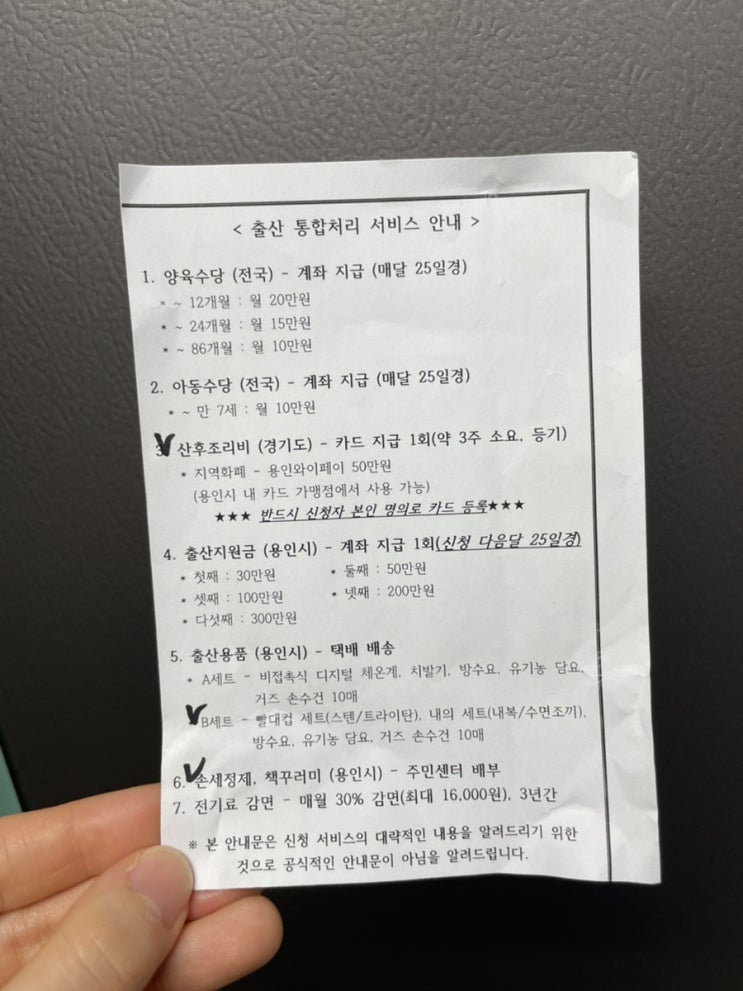 < 출산 통합처리 서비스 안내 >
1. 양육수당 (전국) - 계좌 지급 (매달 25일경)
* ~ 12개월 : 월 20만원
* ~ 24개월 : 월 15만원
* ~ 86개월 : 월 10만원
2. 아동수당 (전국) - 계좌 지급 (매달 25일경)
* ~ 만 7세 : 월 10만원
3. 산후조리비 (경기도) - 카드 지급 1회(약 3주 소요, 등기)
* 지역화폐 - 용인와이페이 50만원
(용인시 내 카드 가맹점에서 사용 가능)
★★★ 반드시 신청자 본인 명의로 카드 등록★★★
4. 출산지원금 (용인시) - 계좌 지급 1회(신청 다음달 25일경)
* 첫째 : 30만원 * 둘째 : 50만원
* 셋째 : 100만원 * 넷째 : 200만원
* 다섯째 : 300만원
5. 출산용품 (용인시) - 택배 배송
* A세트 - 비접촉식 디지털 체온계, 치발기, 방수요, 유기농 담요,
거즈 손수건 10매
B세트 - 빨대컵 세트(스텐/트라이탄), 내의 세트(내복/수면조끼),
방수요, 유기농 담요, 거즈 손수건 10매
6. 손세정제, 책꾸러미 (용인시) - 주민센터 배부
7. 전기료 감면 - 매월 30% 감면(최대 16,000원), 3년간
※ 본 안내문은 신청 서비스의 대략적인 내용을 알려드리기 위한
것으로 공식적인 안내문이 아님을 알려드립니다.